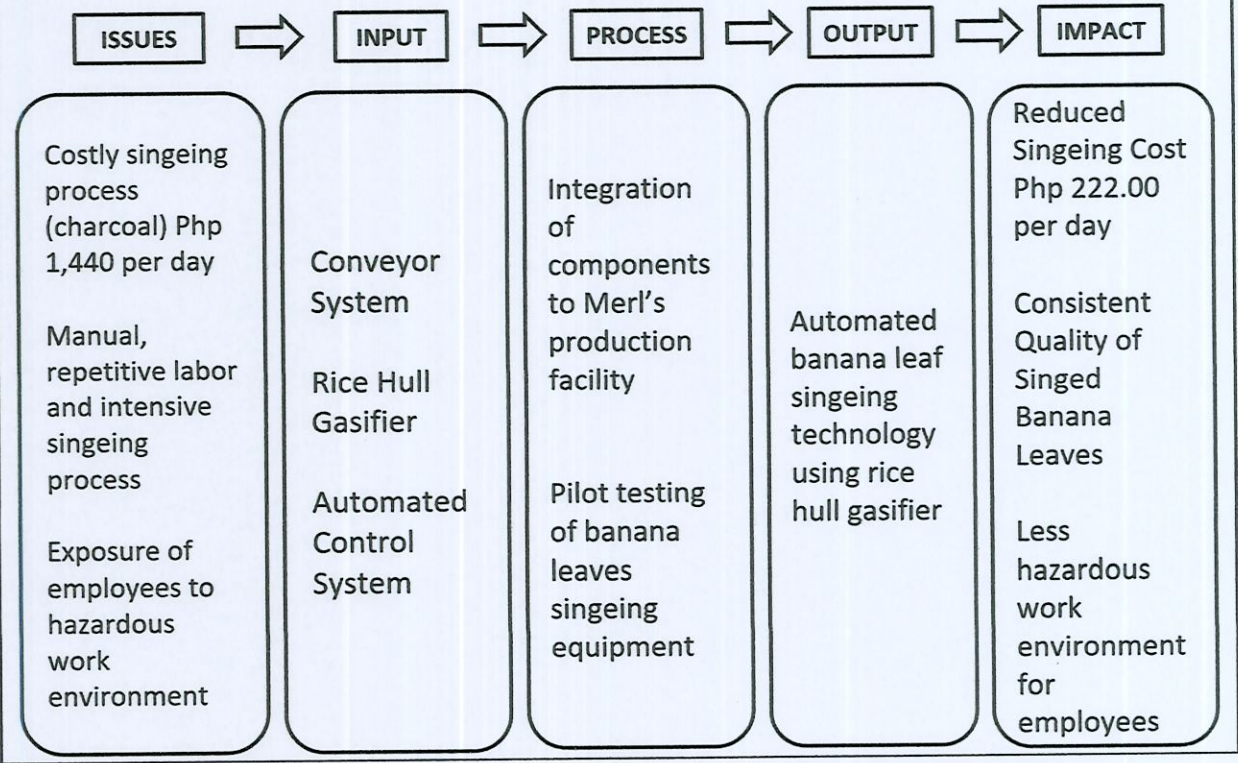 ISSUES
INPUT
PROCESS
OUTPUT
IMPACT
Costly singeing
process
(charcoal) Php
1,440 per day
Manual,
repetitive labor
and intensive
singeing
process
Exposure of
employees to
hazardous
work
environment
Conveyor
System
Rice Hull
Gasifier
Automated
Control
System
Integration
of
components
to Merl's
production
facility
Pilot testing
of banana
leaves
singeing
equipment
Automated
banana leaf
singeing
technology
using rice
hull gasifier
Reduced
Singeing Cost
Php 222.00
per day
Consistent
Quality of
Singed
Banana
Leaves
Less
hazardous
work
environment
for
employees